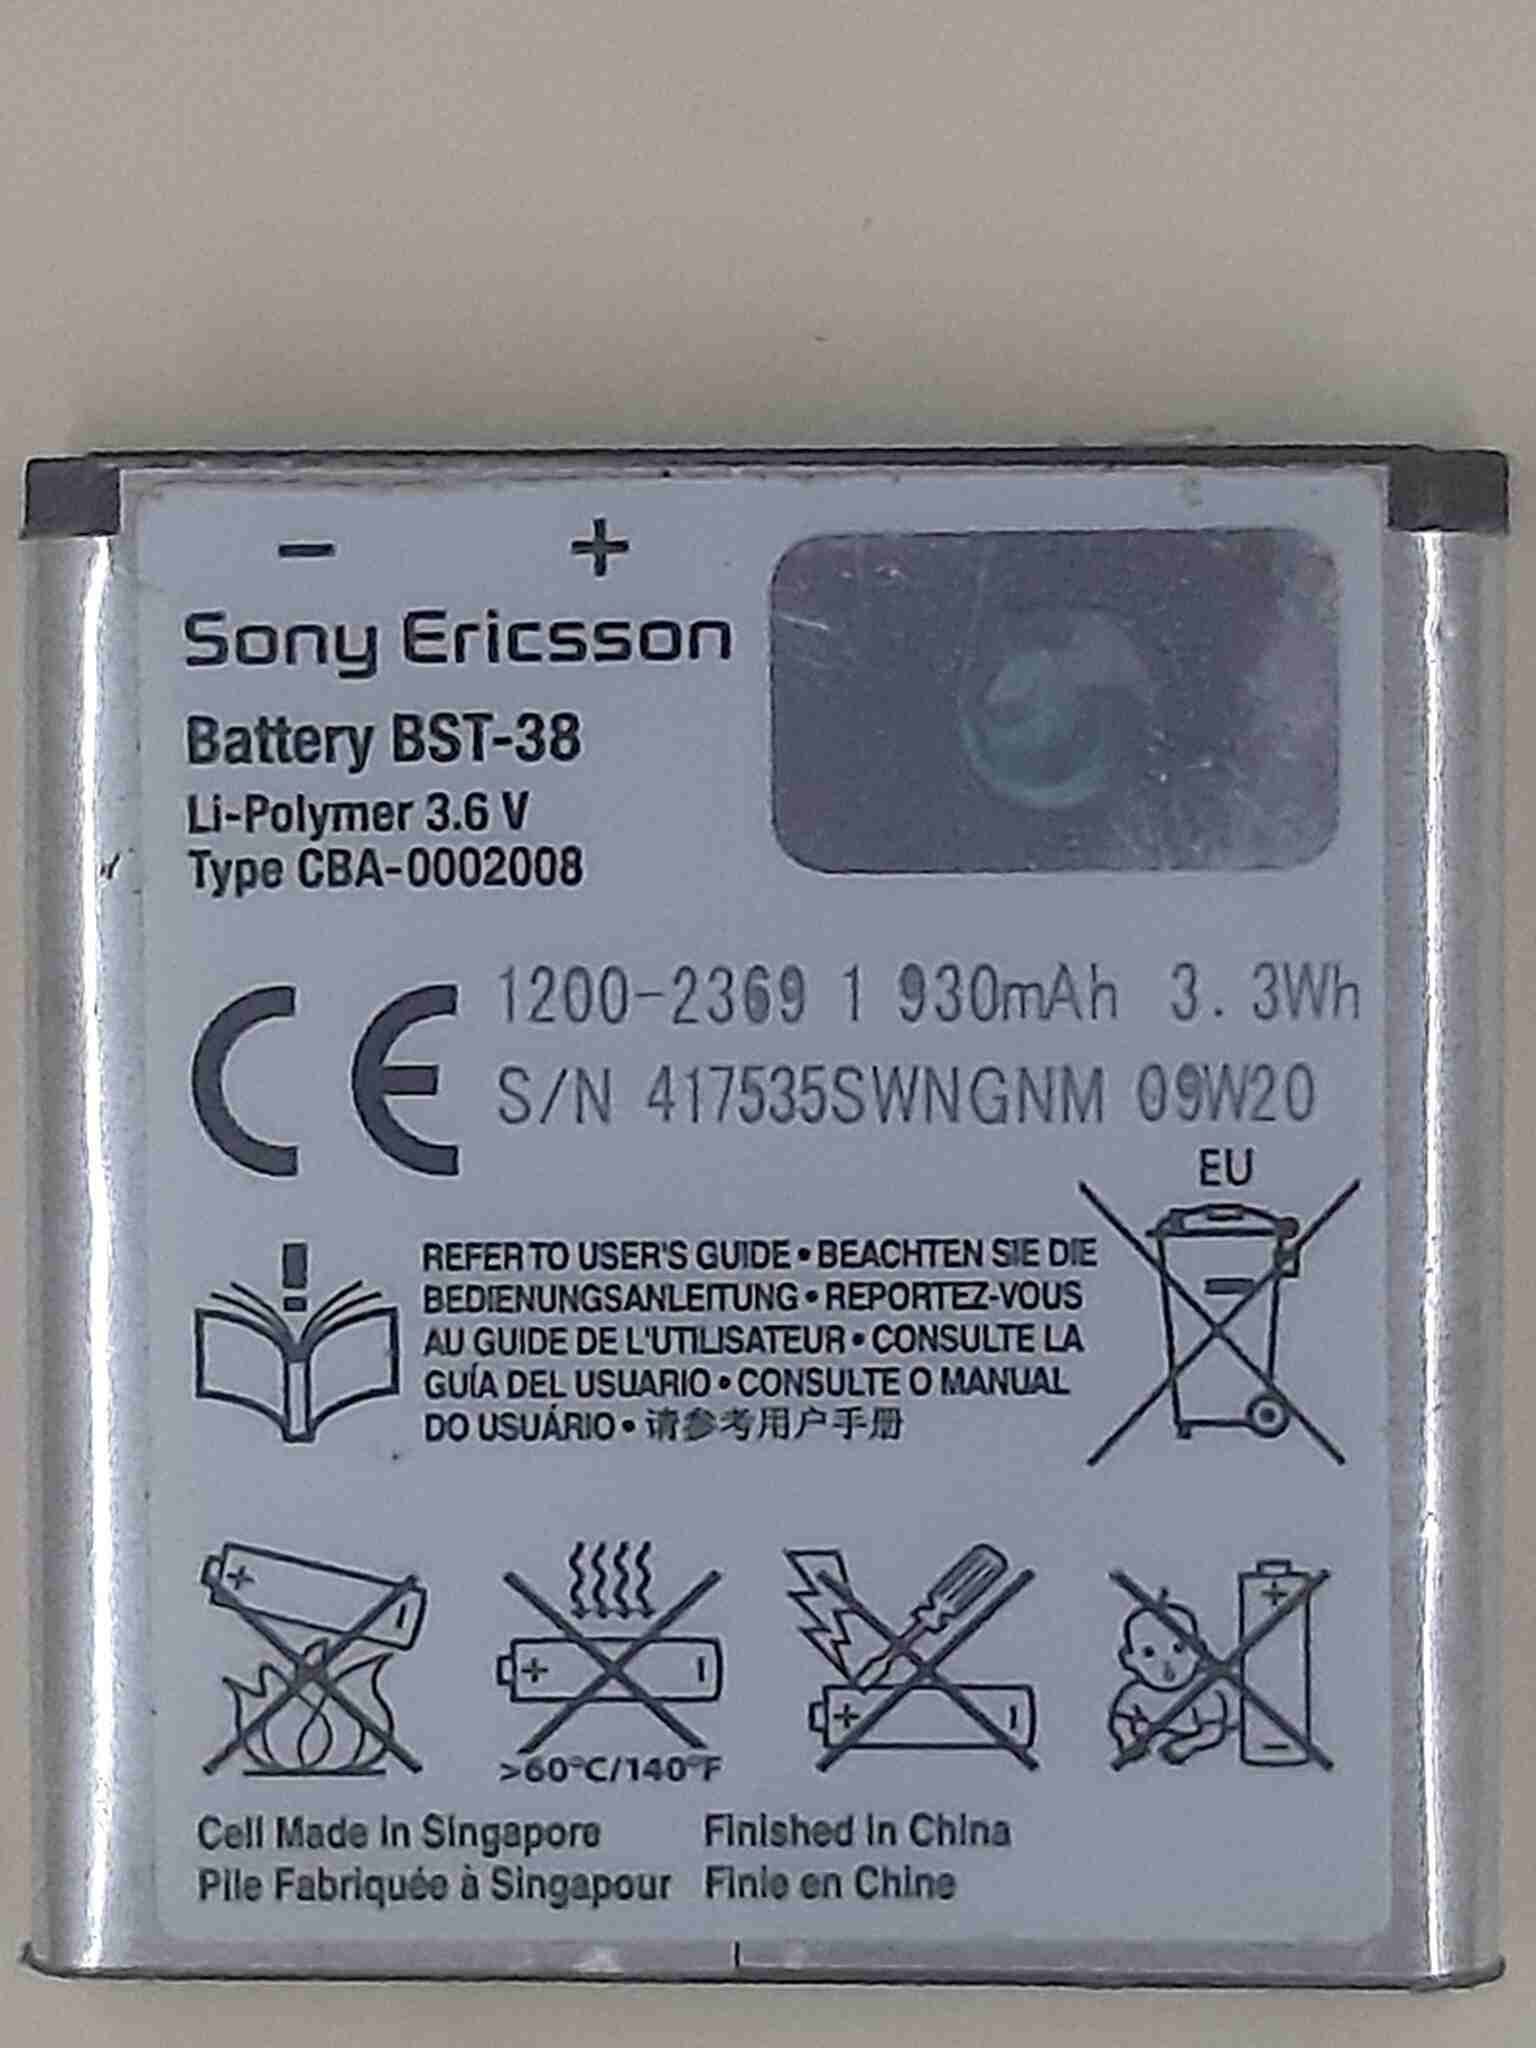 − +
Sony Ericsson
Battery BST-38
Li-Polymer 3.6 V
Type CBA-0002008
CE
1200-2369 1 930mAh 3.3Wh
S/N 417535SWNGNM 09W20
EU
REFER TO USER'S GUIDE • BEACHTEN SIE DIE
BEDIENUNGSANLEITUNG • REPORTEZ-VOUS
AU GUIDE DE L'UTILISATEUR • CONSULTE LA
GUÍA DEL USUARIO • CONSULTE O MANUAL
DO USUÁRIO • 请参考用户手册
>60°C/140°F
Cell Made in Singapore Finished in China
Pile Fabriquée à Singapour Finie en Chine